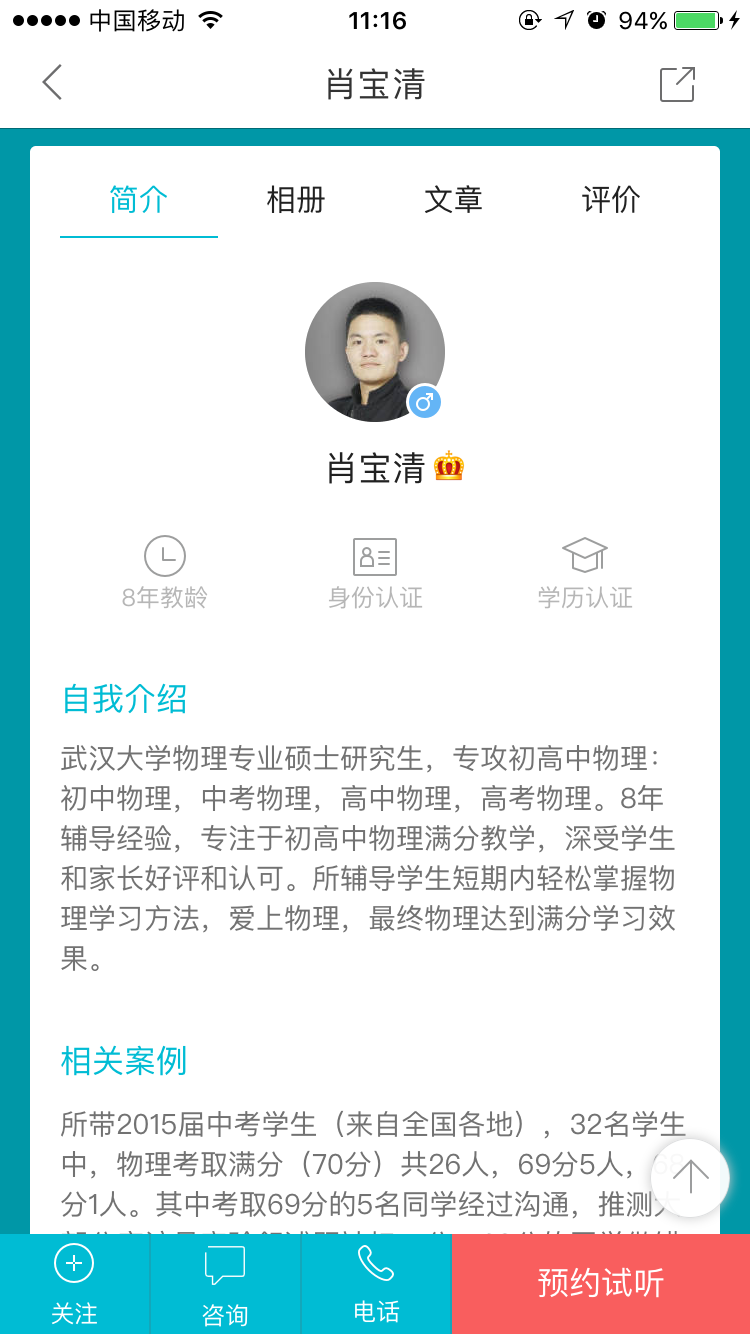 中国移动 11:16 94%
肖宝清
简介 相册 文章 评价
肖宝清
8年教龄 身份认证 学历认证
自我介绍
武汉大学物理专业硕士研究生，专攻初高中物理：
初中物理，中考物理，高中物理，高考物理。8年
辅导经验，专注于初高中物理满分教学，深受学生
和家长好评和认可。所辅导学生短期内轻松掌握物
理学习方法，爱上物理，最终物理达到满分学习效
果。
相关案例
所带2015届中考学生（来自全国各地），32名学生
中，物理考取满分（70分）共26人，69分5人，68
分1人。其中考取69分的5名同学经过沟通，推测大
关注 咨询 电话 预约试听